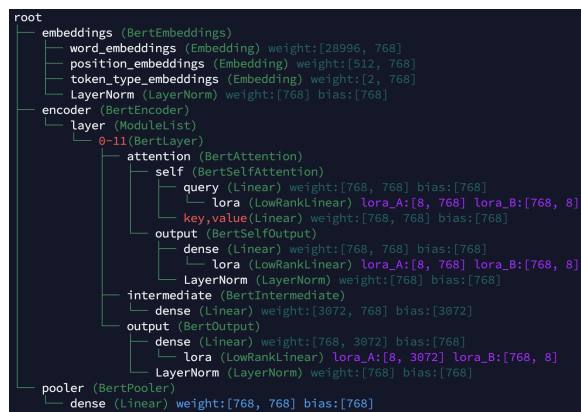 root
embeddings (BertEmbeddings)
word_embeddings (Embedding) weight:[28996, 768]
position_embeddings (Embedding) weight:[512, 768]
token_type_embeddings (Embedding) weight:[2, 768]
LayerNorm (LayerNorm) weight:[768] bias:[768]
encoder (BertEncoder)
layer (ModuleList)
0-11(BertLayer)
attention (BertAttention)
self (BertSelfAttention)
query (Linear) weight:[768, 768] bias:[768]
lora (LowRankLinear) lora_A:[8, 768] lora_B:[768, 8]
key,value(Linear) weight:[768, 768] bias:[768]
output (BertSelfOutput)
dense (Linear) weight:[768, 768] bias:[768]
lora (LowRankLinear) lora_A:[8, 768] lora_B:[768, 8]
LayerNorm (LayerNorm) weight:[768] bias:[768]
intermediate (BertIntermediate)
dense (Linear) weight:[3072, 768] bias:[3072]
output (BertOutput)
dense (Linear) weight:[768, 3072] bias:[768]
lora (LowRankLinear) lora_A:[8, 3072] lora_B:[768, 8]
LayerNorm (LayerNorm) weight:[768] bias:[768]
pooler (BertPooler)
dense (Linear) weight:[768, 768] bias:[768]